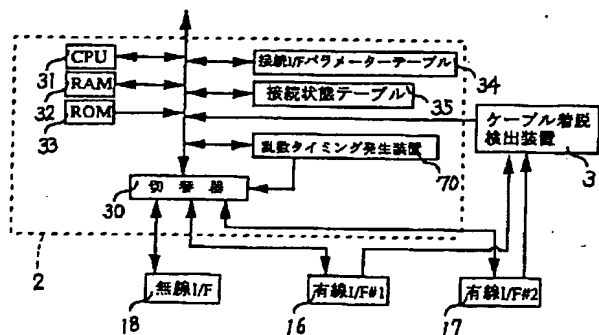 CPU
31
RAM
32
ROM
33
接続I/Fパラメーターテーブル
34
接続状態テーブル
35
ケーブル着脱
検出装置
3
乱数タイミング発生装置
70
切替器
30
2
無線I/F
18
有線I/F#1
16
有線I/F#2
17